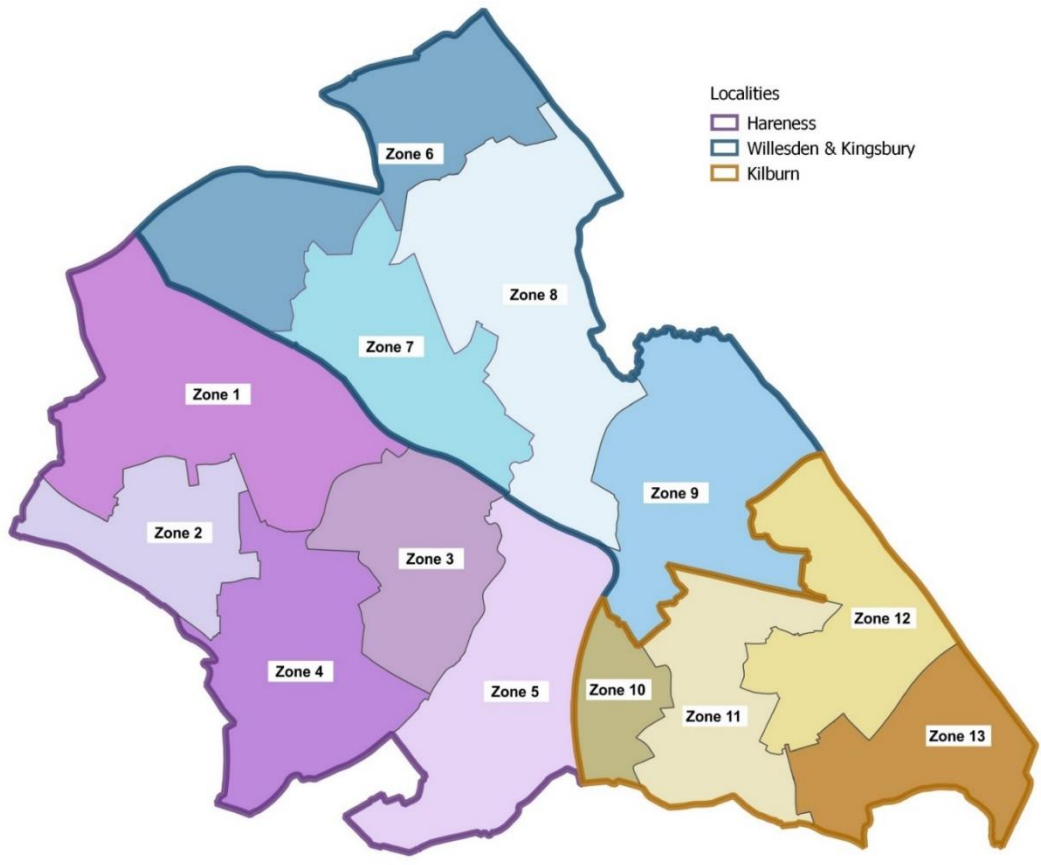 Localities
Hareness
Willesden & Kingsbury
Kilburn
Zone 6
Zone 8
Zone 7
Zone 1
Zone 9
Zone 2
Zone 3
Zone 12
Zone 4
Zone 5
Zone 10
Zone 11
Zone 13